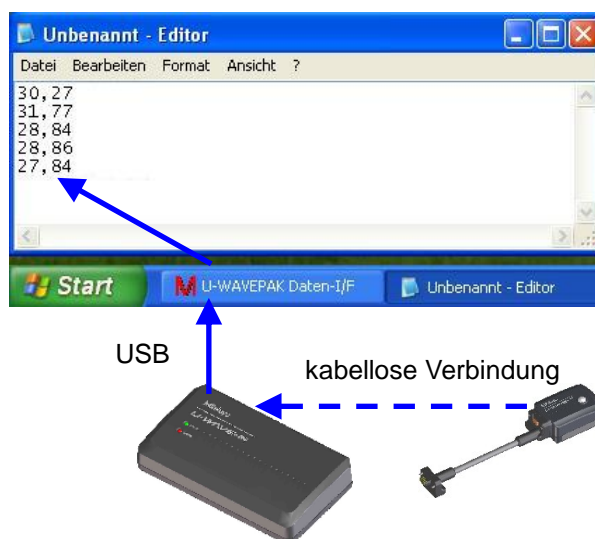 Unbenannt - Editor
Datei Bearbeiten Format Ansicht ?
30,27
31,77
28,84
28,86
27,84
Start
U-WAVEPAK Daten-I/F
Unbenannt - Editor
USB
kabellose Verbindung